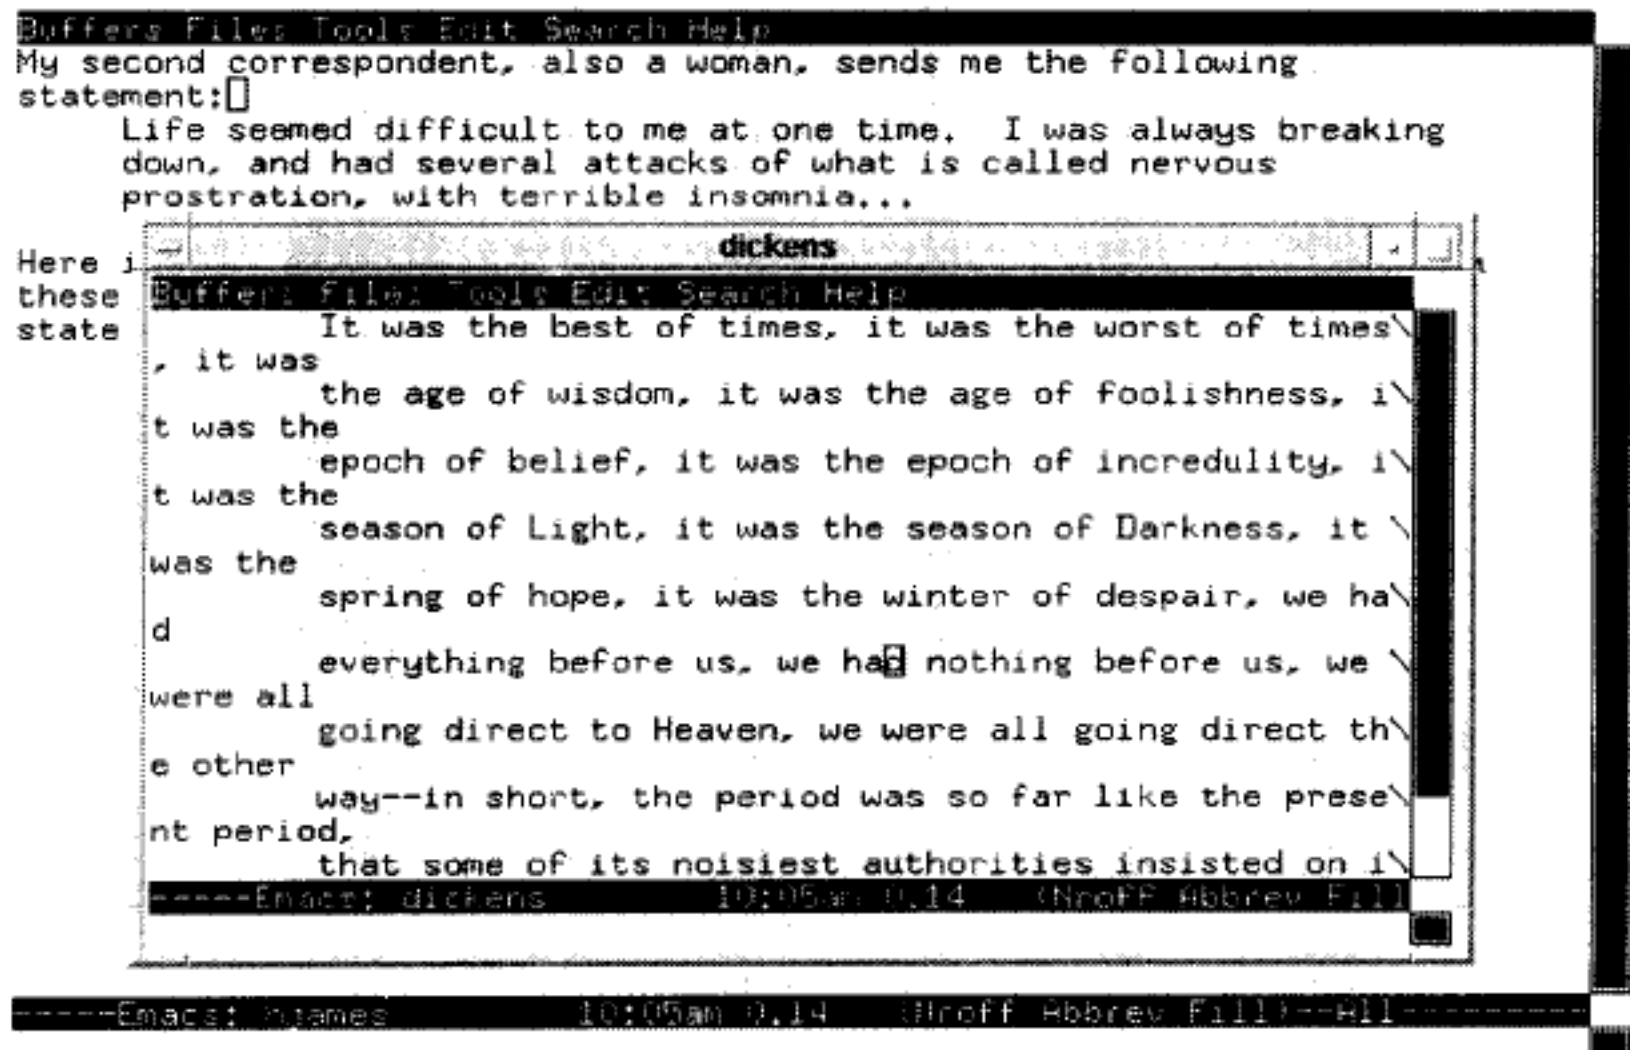 Buffers Files Tools Edit Search Help
My second correspondent, also a woman, sends me the following
statement:
Life seemed difficult to me at one time. I was always breaking
down, and had several attacks of what is called nervous
prostration, with terrible insomnia...
dickens
Here i
these
state
Buffers Files Tools Edit Search Help
It was the best of times, it was the worst of times\
, it was
the age of wisdom, it was the age of foolishness, i\
t was the
epoch of belief, it was the epoch of incredulity, i\
t was the
season of Light, it was the season of Darkness, it \
was the
spring of hope, it was the winter of despair, we ha\
d
everything before us, we had nothing before us, we \
were all
going direct to Heaven, we were all going direct th\
e other
way--in short, the period was so far like the prese\
nt period,
that some of its noisiest authorities insisted on i\
-----Emacs: dickens 10:05am 0.14 (Nroff Abbrev Fill
-----Emacs: hjames 10:05am 0.14 (Nroff Abbrev Fill)--All----------